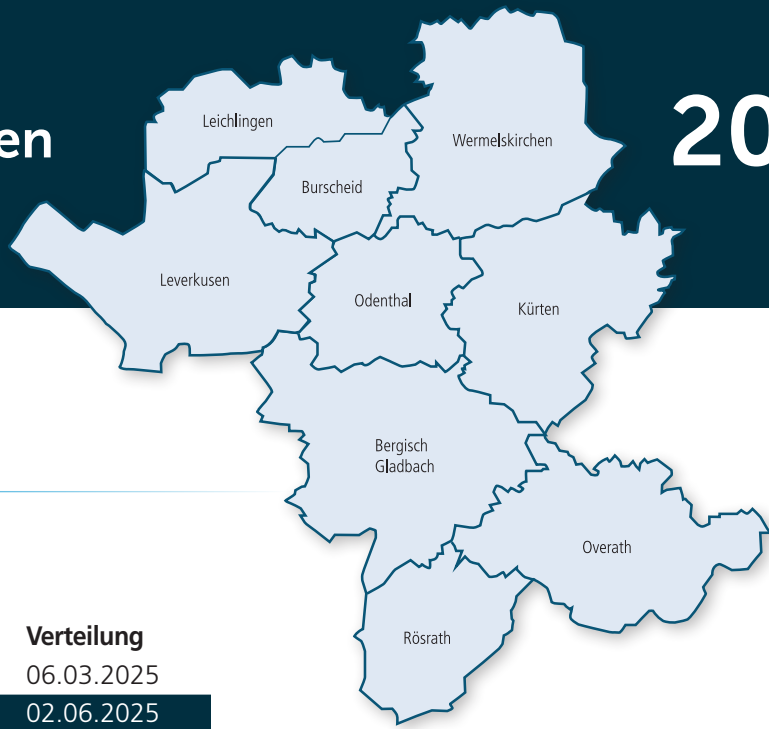 en
20
Leichlingen
Wermelskirchen
Burscheid
Leverkusen
Odenthal
Kürten
Bergisch
Gladbach
Overath
Rösrath
Verteilung
06.03.2025
02.06.2025